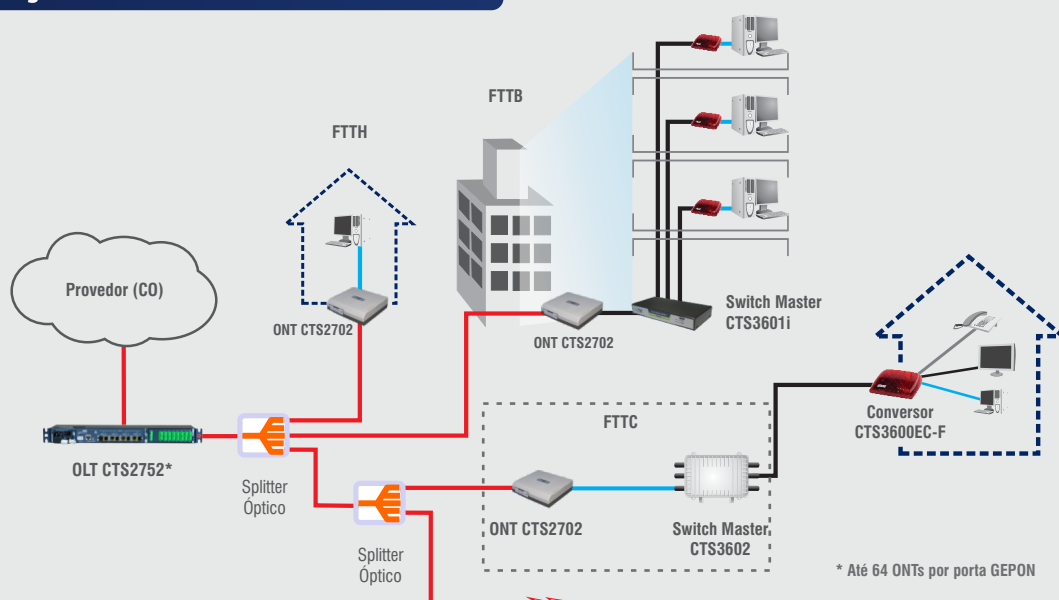 FTTB
FTTH
Provedor (CO)
ONT CTS2702
ONT CTS2702
Switch Master
CTS3601i
FTTC
Conversor
CTS3600EC-F
OLT CTS2752*
Splitter
Óptico
ONT CTS2702
Switch Master
CTS3602
Splitter
Óptico
* Até 64 ONTs por porta GEPON